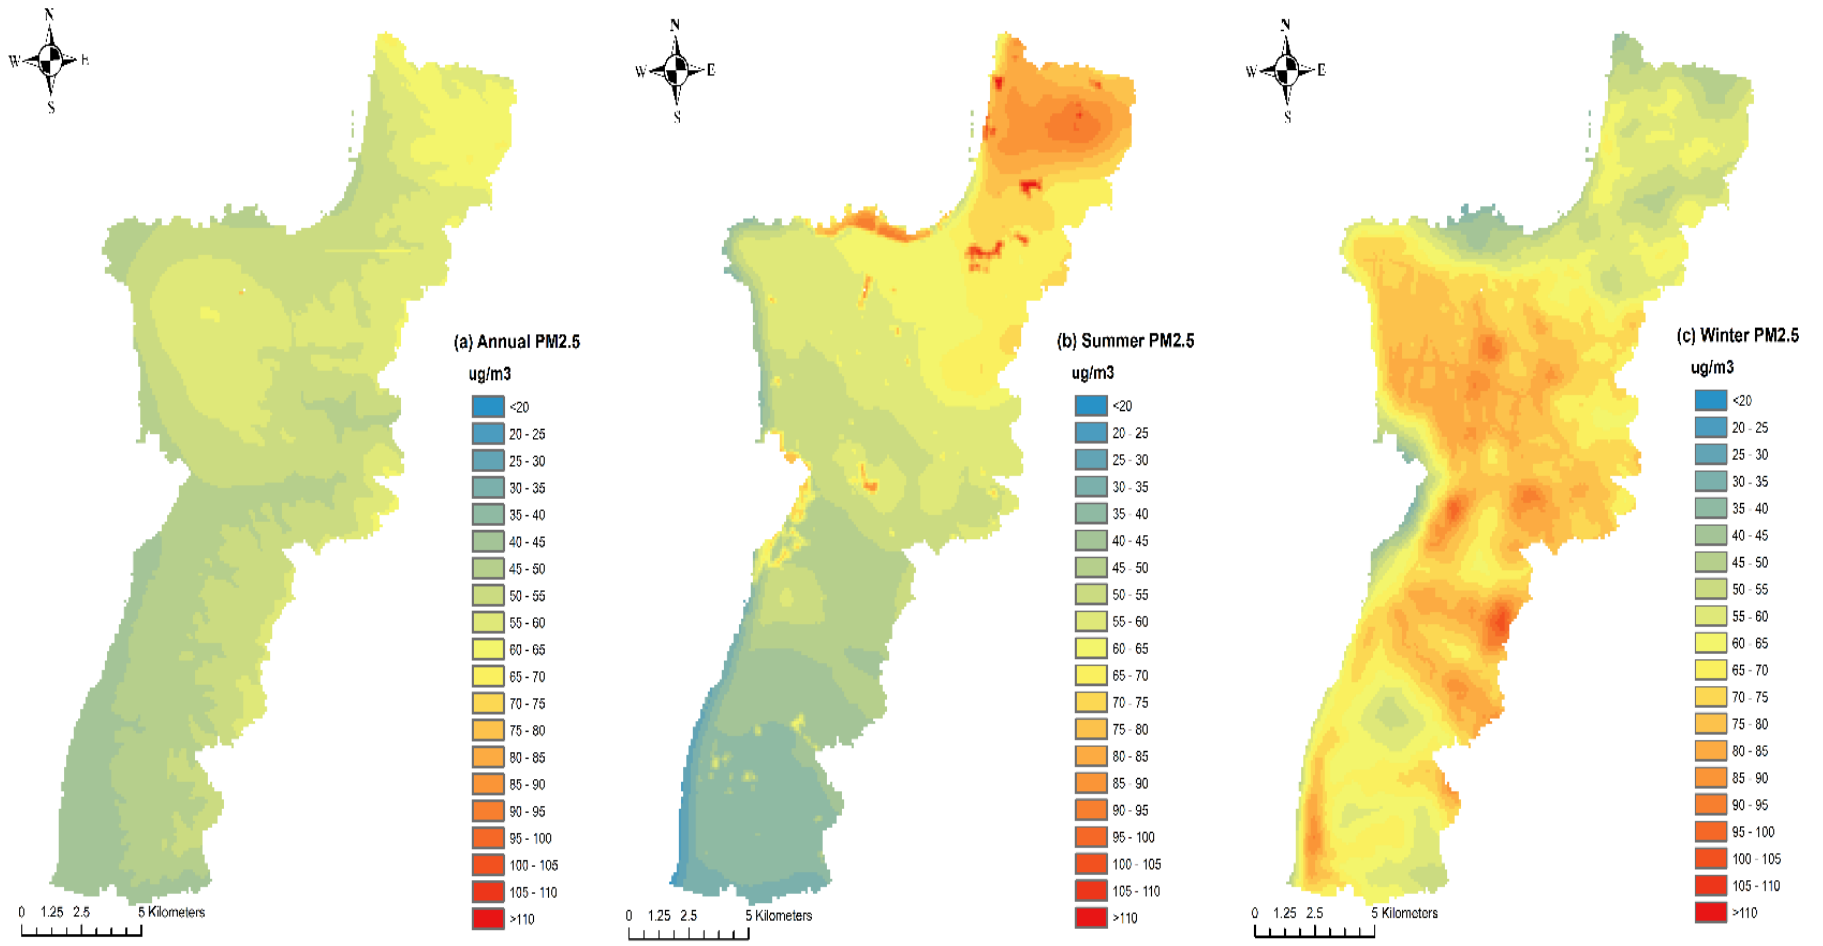 N
W E
S
(a) Annual PM2.5
ug/m3
<20
20 - 25
25 - 30
30 - 35
35 - 40
40 - 45
45 - 50
50 - 55
55 - 60
60 - 65
65 - 70
70 - 75
75 - 80
80 - 85
85 - 90
90 - 95
95 - 100
100 - 105
105 - 110
>110
0 1.25 2.5 5 Kilometers
N
W E
S
(b) Summer PM2.5
ug/m3
<20
20 - 25
25 - 30
30 - 35
35 - 40
40 - 45
45 - 50
50 - 55
55 - 60
60 - 65
65 - 70
70 - 75
75 - 80
80 - 85
85 - 90
90 - 95
95 - 100
100 - 105
105 - 110
>110
0 1.25 2.5 5 Kilometers
N
W E
S
(c) Winter PM2.5
ug/m3
<20
20 - 25
25 - 30
30 - 35
35 - 40
40 - 45
45 - 50
50 - 55
55 - 60
60 - 65
65 - 70
70 - 75
75 - 80
80 - 85
85 - 90
90 - 95
95 - 100
100 - 105
105 - 110
>110
0 1.25 2.5 5 Kilometers